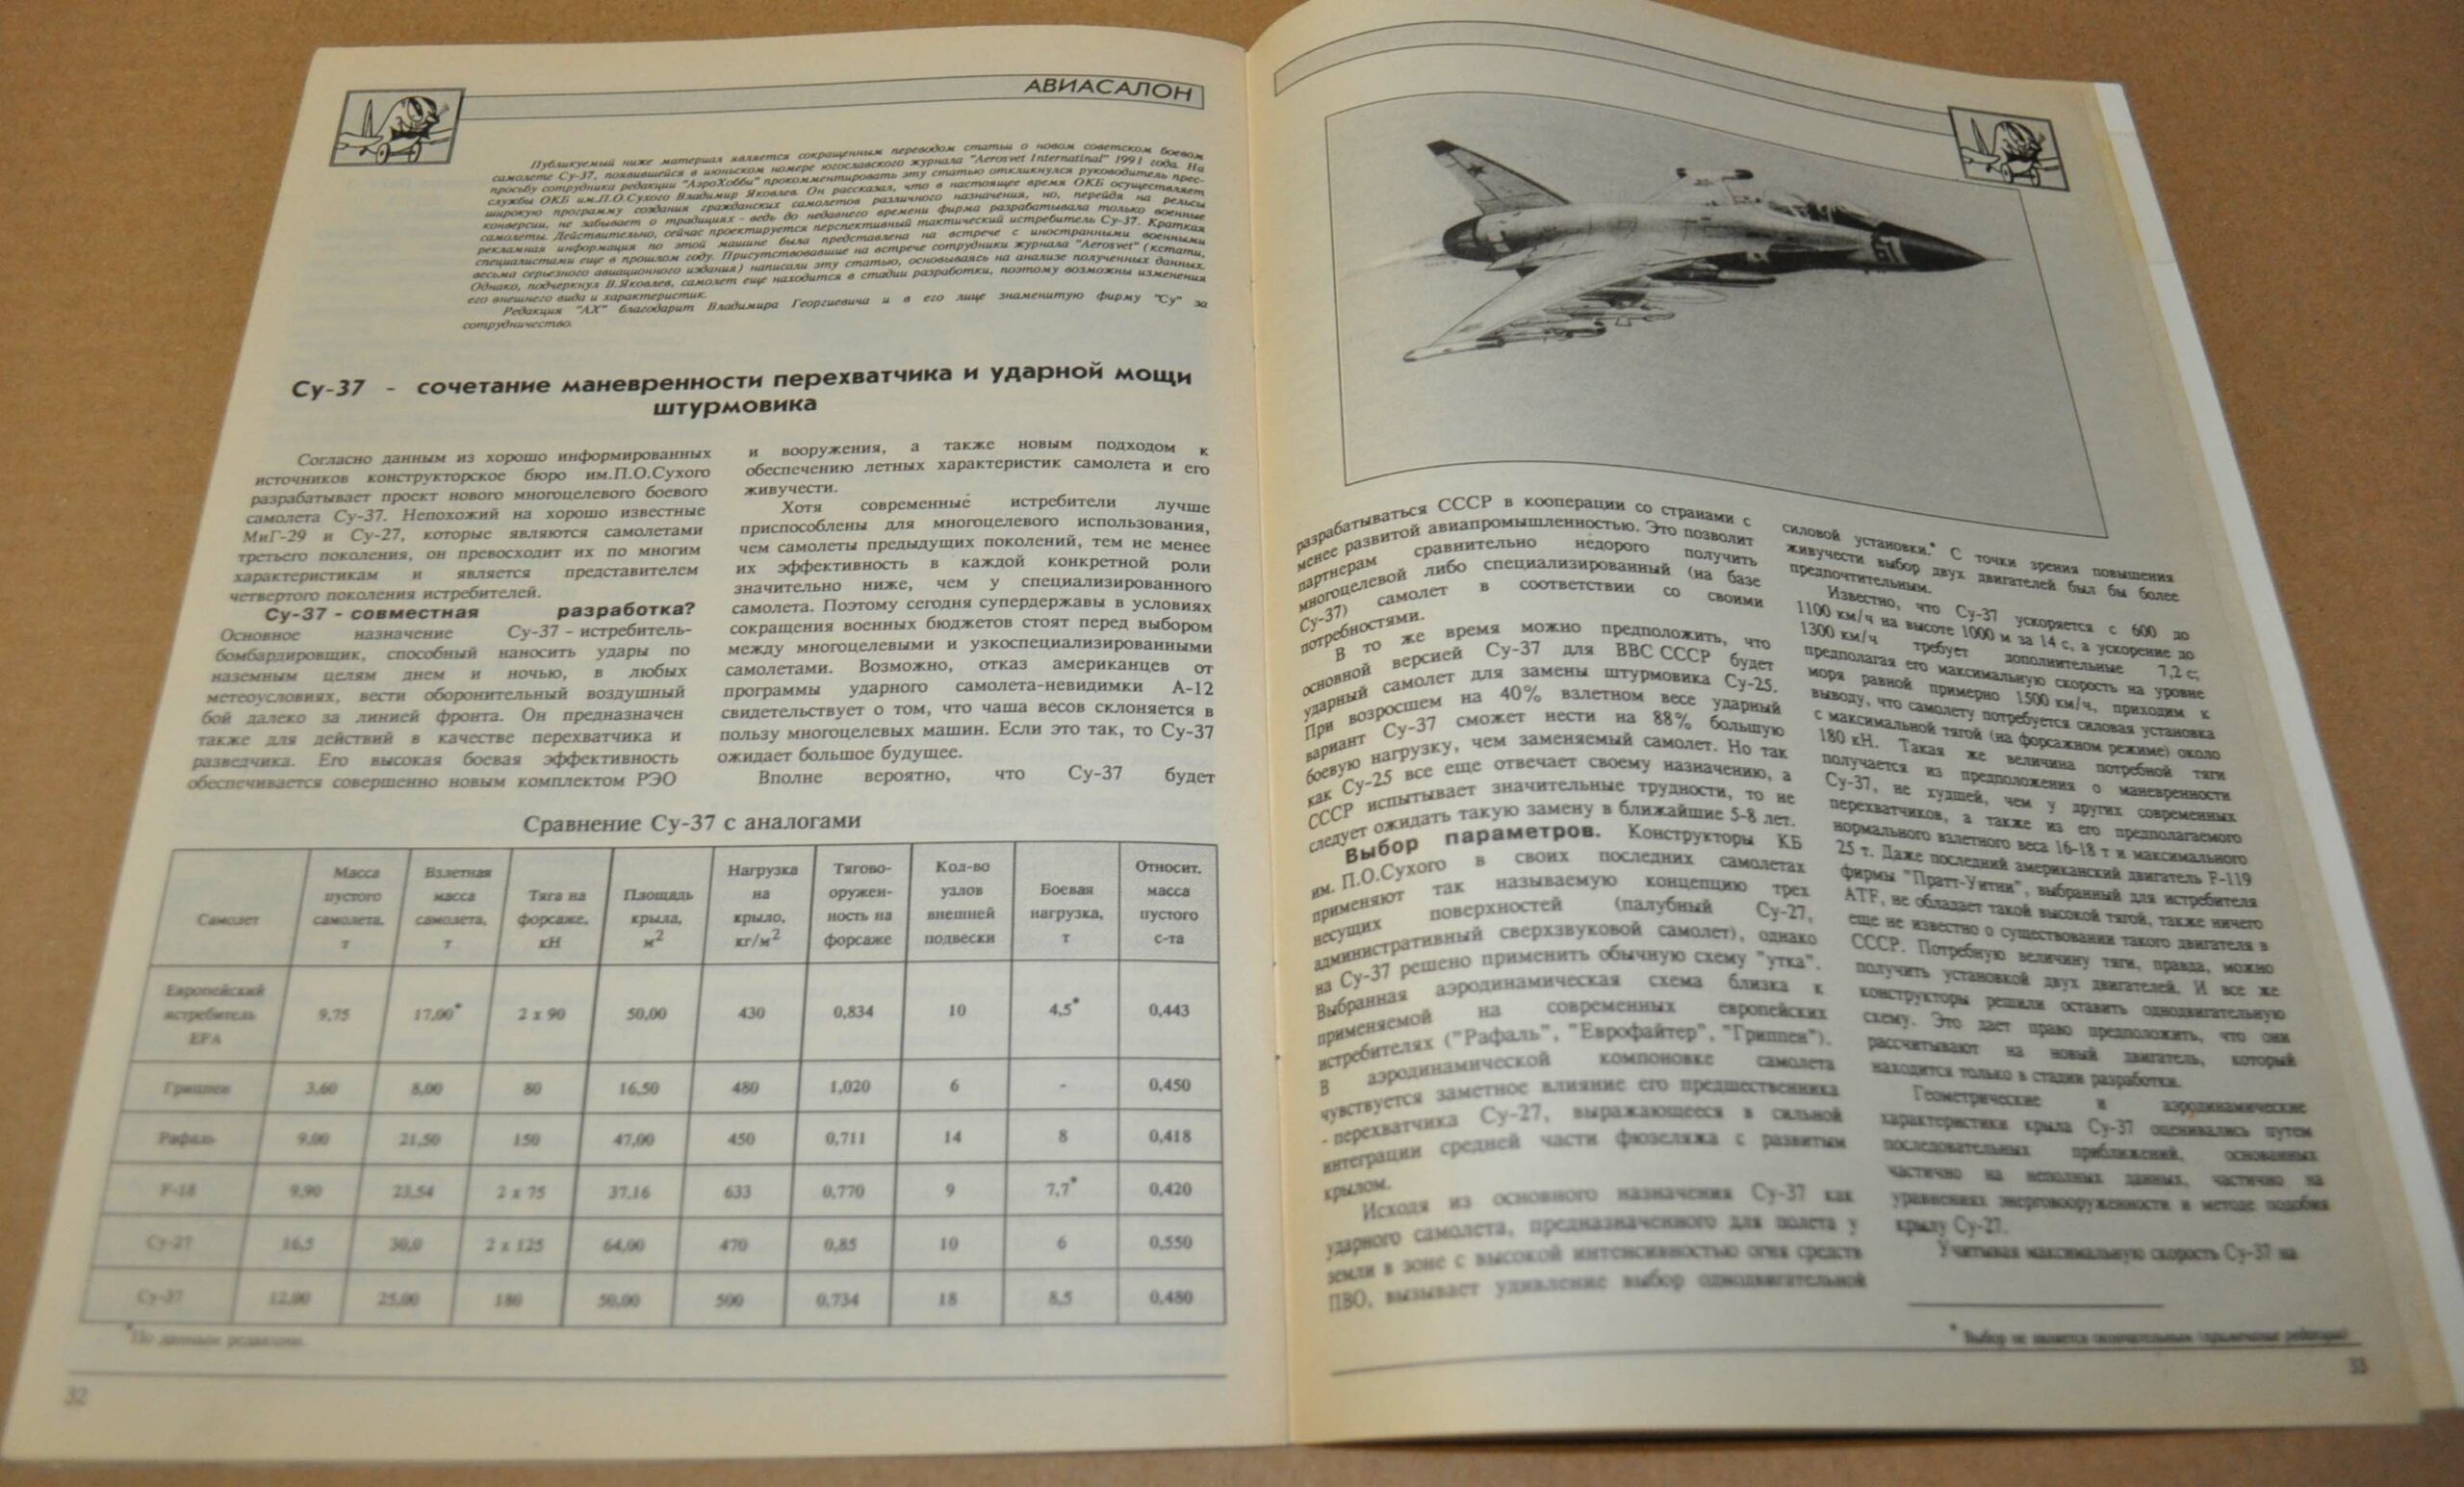 АВИАСАЛОН
Публикуемый ниже материал является сокращенным переводом статьи о новом советском боевом
самолете Су-37, появившейся в июньском номере югославского журнала "Aerosvet Internatinal" 1991 года. На
просьбу сотрудника редакции "АэроХобби" прокомментировать эту статью откликнулся руководитель прес-
службы ОКБ им.П.О.Сухого Владимир Яковлев. Он рассказал, что в настоящее время ОКБ осуществляет
широкую программу создания гражданских самолетов различного назначения, но, перейдя на рельсы
конверсии, не забывает о традициях - ведь до недавнего времени фирма разрабатывала только военные
самолеты. Действительно, сейчас проектируется перспективный тактический истребитель Су-37. Краткая
рекламная информация по этой машине была представлена на встрече с иностранными военными
специалистами еще в прошлом году. Присутствовавшие на встрече сотрудники журнала "Aerosvet" (кстати,
весьма серьезного авиационного издания) написали эту статью, основываясь на анализе полученных данных.
Однако, подчеркнул В.Яковлев, самолет еще находится в стадии разработки, поэтому возможны изменения
его внешнего вида и характеристик.
Редакция "АХ" благодарит Владимира Георгиевича и в его лице знаменитую фирму "Су" за
сотрудничество.
Су-37 - сочетание маневренности перехватчика и ударной мощи
штурмовика
Согласно данным из хорошо информированных
источников конструкторское бюро им.П.О.Сухого
разрабатывает проект нового многоцелевого боевого
самолета Су-37. Непохожий на хорошо известные
МиГ-29 и Су-27, которые являются самолетами
третьего поколения, он превосходит их по многим
характеристикам и является представителем
четвертого поколения истребителей.
Су-37 - совместная разработка?
Основное назначение Су-37 - истребитель-
бомбардировщик, способный наносить удары по
наземным целям днем и ночью, в любых
метеоусловиях, вести оборонительный воздушный
бой далеко за линией фронта. Он предназначен
также для действий в качестве перехватчика и
разведчика. Его высокая боевая эффективность
обеспечивается совершенно новым комплектом РЭО
и вооружения, а также новым подходом к
обеспечению летных характеристик самолета и его
живучести.
Хотя современные истребители лучше
приспособлены для многоцелевого использования,
чем самолеты предыдущих поколений, тем не менее
их эффективность в каждой конкретной роли
значительно ниже, чем у специализированного
самолета. Поэтому сегодня супердержавы в условиях
сокращения военных бюджетов стоят перед выбором
между многоцелевыми и узкоспециализированными
самолетами. Возможно, отказ американцев от
программы ударного самолета-невидимки А-12
свидетельствует о том, что чаша весов склоняется в
пользу многоцелевых машин. Если это так, то Су-37
ожидает большое будущее.
Вполне вероятно, что Су-37 будет
Сравнение Су-37 с аналогами
Самолет | Масса пустого самолета, т | Взлетная масса самолета, т | Тяга на форсаже, кН | Площадь крыла, м² | Нагрузка на крыло, кг/м² | Тягово-оружен-ность на форсаже | Кол-во узлов внешней подвески | Боевая нагрузка, т | Относит. масса пустого с-та
Европейский истребитель EFA | 9,75 | 17,00* | 2 x 90 | 50,00 | 430 | 0,834 | 10 | 4,5* | 0,443
Гриппен | 3,60 | 8,00 | 80 | 16,50 | 480 | 1,020 | 6 | - | 0,450
Рафаль | 9,00 | 21,50 | 150 | 47,00 | 450 | 0,711 | 14 | 8 | 0,418
F-18 | 9,90 | 23,54 | 2 x 75 | 37,16 | 633 | 0,770 | 9 | 7,7* | 0,420
Су-27 | 16,5 | 30,0 | 2 x 125 | 64,00 | 470 | 0,85 | 10 | 6 | 0,550
Су-37 | 12,00 | 25,00 | 180 | 50,00 | 500 | 0,734 | 18 | 8,5 | 0,480
*По данным редакции.
32
67
разрабатываться СССР в кооперации со странами с
менее развитой авиапромышленностью. Это позволит
партнерам сравнительно недорого получить
многоцелевой либо специализированный (на базе
Су-37) самолет в соответствии со своими
потребностями.
В то же время можно предположить, что
основной версией Су-37 для ВВС СССР будет
ударный самолет для замены штурмовика Су-25.
При возросшем на 40% взлетном весе ударный
вариант Су-37 сможет нести на 88% большую
боевую нагрузку, чем заменяемый самолет. Но так
как Су-25 все еще отвечает своему назначению, а
СССР испытывает значительные трудности, то не
следует ожидать такую замену в ближайшие 5-8 лет.
Выбор параметров. Конструкторы КБ
им. П.О.Сухого в своих последних самолетах
применяют так называемую концепцию трех
несущих поверхностей (палубный Су-27,
административный сверхзвуковой самолет), однако
на Су-37 решено применить обычную схему "утка".
Выбранная аэродинамическая схема близка к
применяемой на современных европейских
истребителях ("Рафаль", "Еврофайтер", "Гриппен").
В аэродинамической компоновке самолета
чувствуется заметное влияние его предшественника
- перехватчика Су-27, выражающееся в сильной
интеграции средней части фюзеляжа с развитым
крылом.
Исходя из основного назначения Су-37 как
ударного самолета, предназначенного для полета у
земли в зоне с высокой интенсивностью огня средств
ПВО, вызывает удивление выбор однодвигательной
силовой установки.* С точки зрения повышения
живучести выбор двух двигателей был бы более
предпочтительным.
Известно, что Су-37 ускоряется с 600 до
1100 км/ч на высоте 1000 м за 14 с, а ускорение до
1300 км/ч требует дополнительные 7,2 с;
предполагая его максимальную скорость на уровне
моря равной примерно 1500 км/ч, приходим к
выводу, что самолету потребуется силовая установка
с максимальной тягой (на форсажном режиме) около
180 кН. Такая же величина потребной тяги
получается из предположения о маневренности
Су-37, не худшей, чем у других современных
перехватчиков, а также из его предполагаемого
нормального взлетного веса 16-18 т и максимального
25 т. Даже последний американский двигатель F-119
фирмы "Пратт-Уитни", выбранный для истребителя
ATF, не обладает такой высокой тягой, также ничего
еще не известно о существовании такого двигателя в
СССР. Потребную величину тяги, правда, можно
получить установкой двух двигателей. И все же
конструкторы решили оставить однодвигательную
схему. Это дает право предположить, что они
рассчитывают на новый двигатель, который
находится только в стадии разработки.
Геометрические и аэродинамические
характеристики крыла Су-37 оценивались путем
последовательных приближений, основанных
частично на неполных данных, частично на
уравнениях энерговооруженности и методе подобия
крылу Су-27.
Учитывая максимальную скорость Су-37 на
* Выбор не является окончательным (примечание редакции)
33